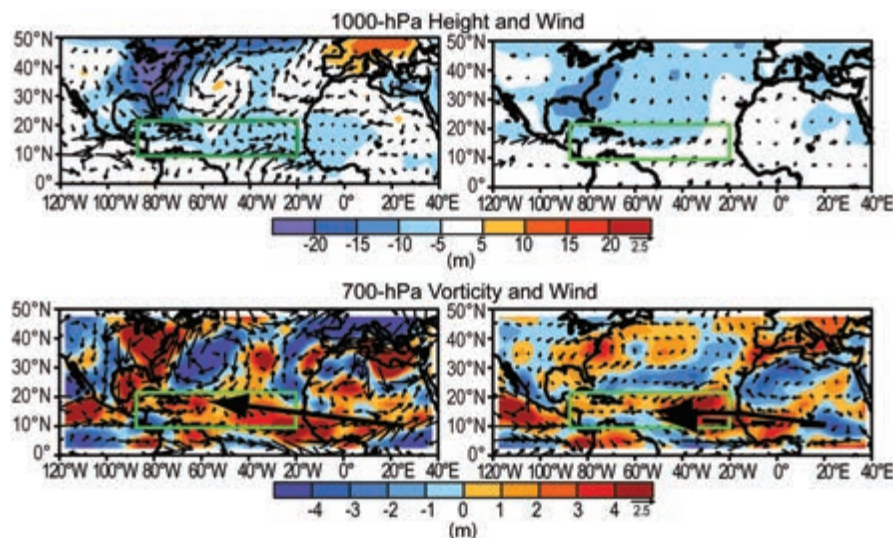 1000-hPa Height and Wind
50°N
40°N
30°N
20°N
10°N
0°
120°W 100°W 80°W 60°W 40°W 20°W 0° 20°E 40°E
50°N
40°N
30°N
20°N
10°N
0°
120°W 100°W 80°W 60°W 40°W 20°W 0° 20°E 40°E
-20 -15 -10 -5 5 10 15 20 2.5
(m)
700-hPa Vorticity and Wind
50°N
40°N
30°N
20°N
10°N
0°
120°W 100°W 80°W 60°W 40°W 20°W 0° 20°E 40°E
50°N
40°N
30°N
20°N
10°N
0°
120°W 100°W 80°W 60°W 40°W 20°W 0° 20°E 40°E
-4 -3 -2 -1 0 1 2 3 4 2.5
(m)